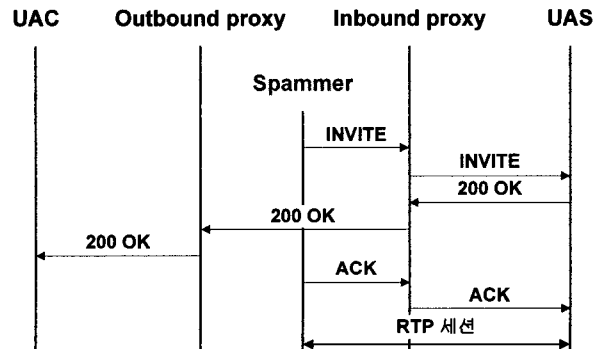 UAC Outbound proxy Inbound proxy UAS
Spammer
INVITE
INVITE
200 OK
200 OK
200 OK
ACK
ACK
RTP 세션